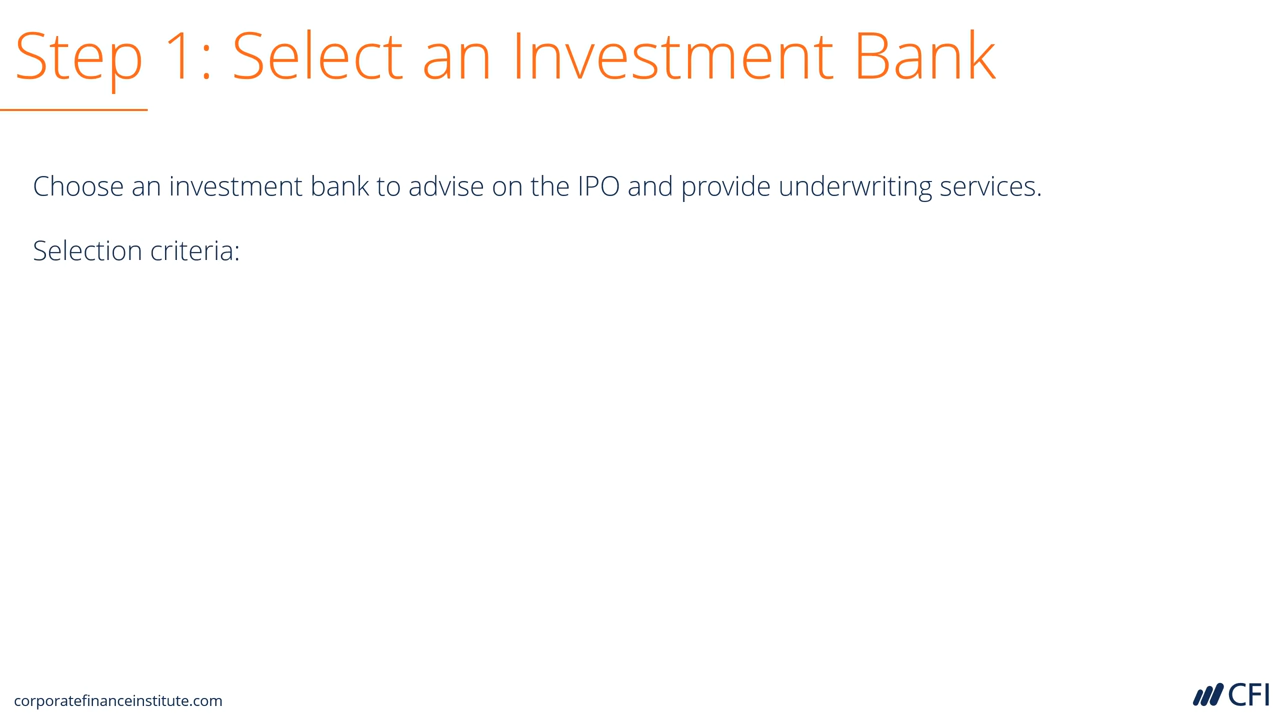 Step 1: Select an Investment Bank
Choose an investment bank to advise on the IPO and provide underwriting services.
Selection criteria:
corporatefinanceinstitute.com
CFI